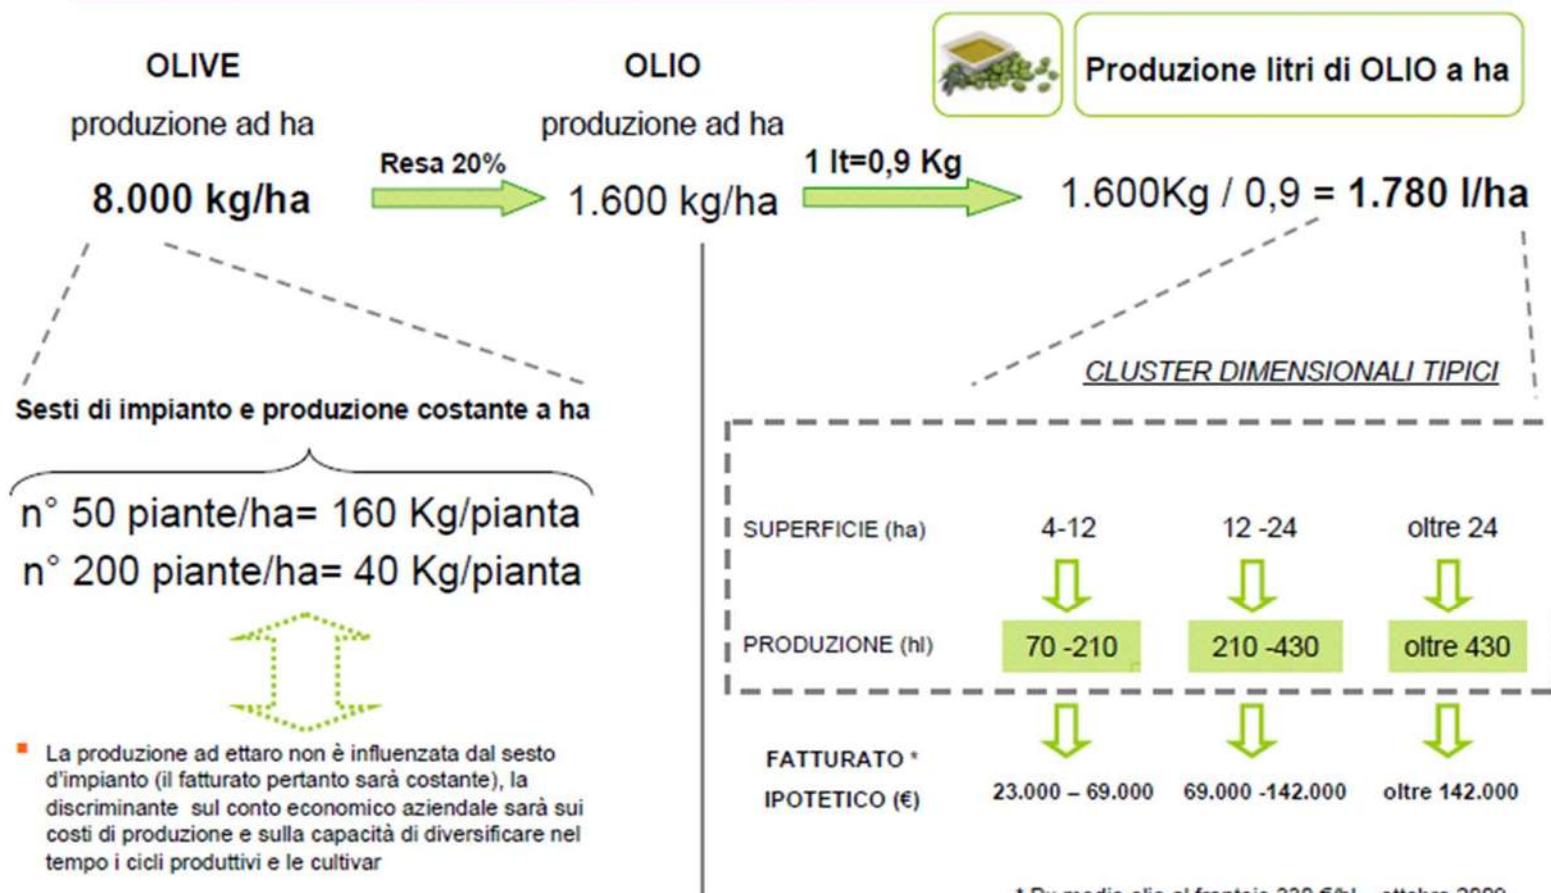 OLIVE
produzione ad ha
8.000 kg/ha
Resa 20%
OLIO
produzione ad ha
1.600 kg/ha
1 lt=0,9 Kg
Produzione litri di OLIO a ha
1.600Kg / 0,9 = 1.780 l/ha
Sesti di impianto e produzione costante a ha
n° 50 piante/ha= 160 Kg/pianta
n° 200 piante/ha= 40 Kg/pianta
La produzione ad ettaro non è influenzata dal sesto
d'impianto (il fatturato pertanto sarà costante), la
discriminante sul conto economico aziendale sarà sui
costi di produzione e sulla capacità di diversificare nel
tempo i cicli produttivi e le cultivar
CLUSTER DIMENSIONALI TIPICI
SUPERFICIE (ha) 4-12 12 -24 oltre 24
PRODUZIONE (hl) 70 -210 210 -430 oltre 430
FATTURATO *
IPOTETICO (€) 23.000 – 69.000 69.000 -142.000 oltre 142.000